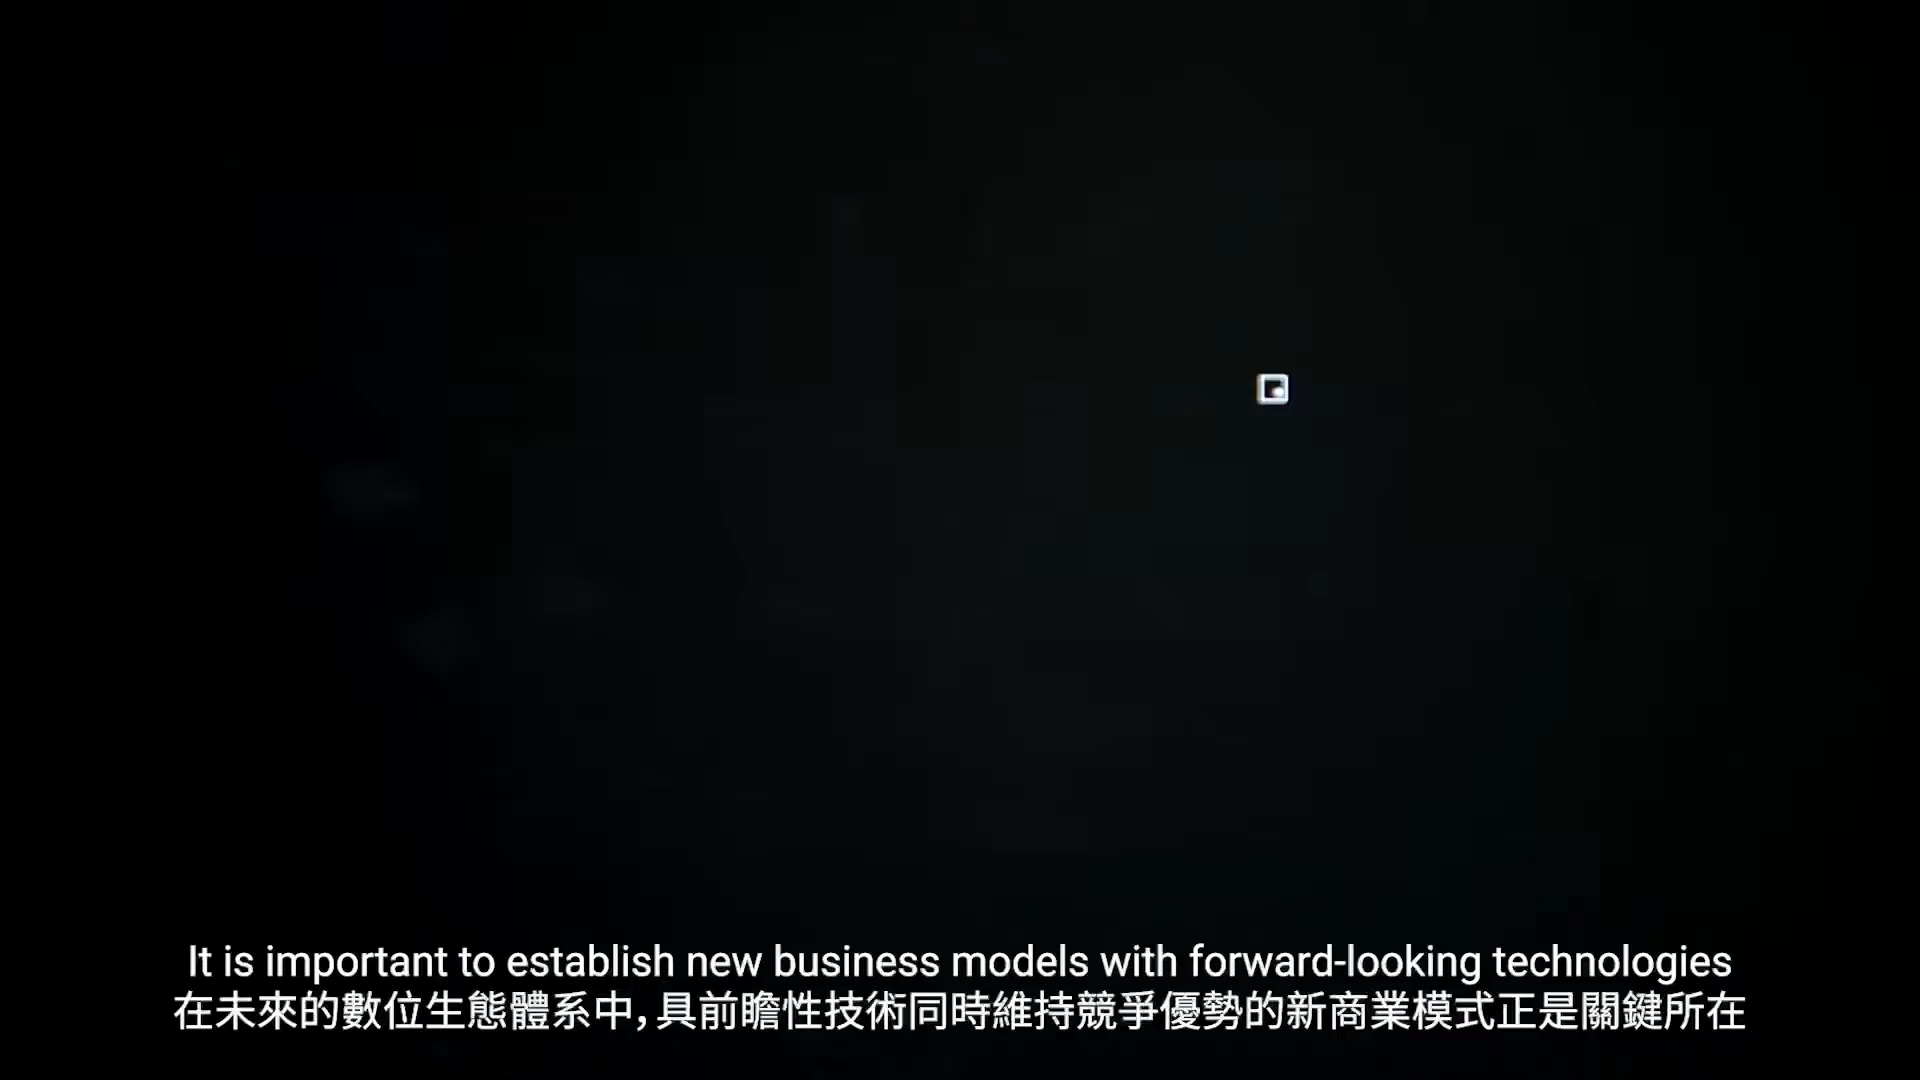 It is important to establish new business models with forward-looking technologies
在未來的數位生態體系中，具前瞻性技術同時維持競爭優勢的新商業模式正是關鍵所在